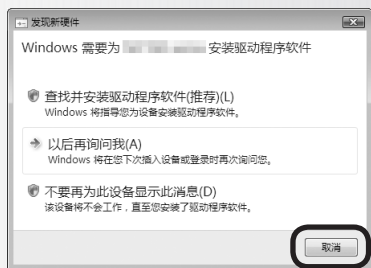 发现新硬件
Windows 需要为 安装驱动程序软件
查找并安装驱动程序软件(推荐)(L)
Windows 将指导您为设备安装驱动程序软件。
以后再询问我(A)
Windows 将在您下次插入设备或登录时再次询问您。
不要再为此设备显示此消息(D)
该设备将不会工作，直至您安装了驱动程序软件。
取消